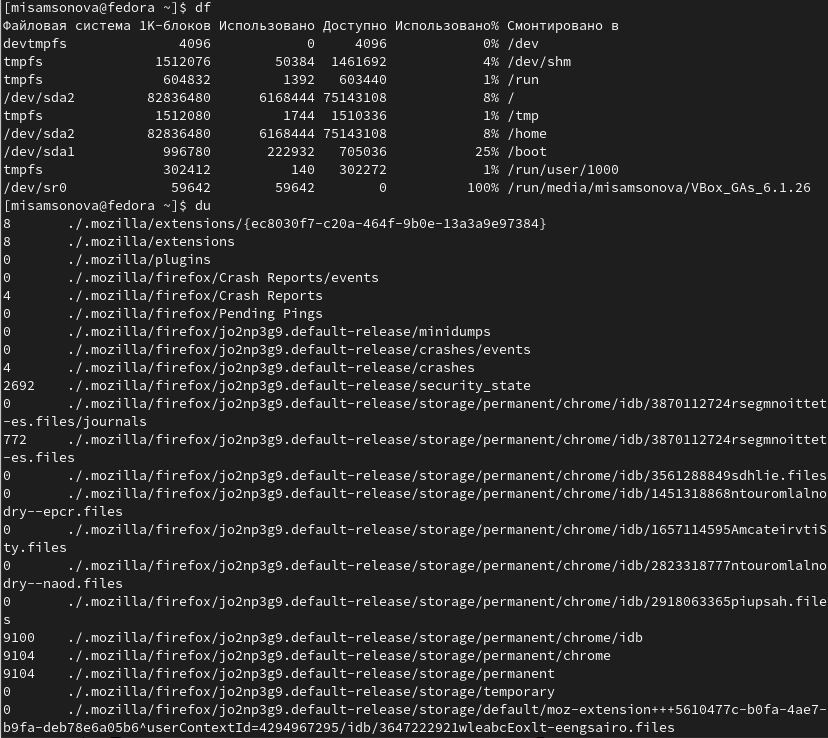 [misamsonova@fedora ~]$ df
Файловая система 1K-блоков Использовано Доступно Использовано% Смонтировано в
devtmpfs 4096 0 4096 0% /dev
tmpfs 1512076 50384 1461692 4% /dev/shm
tmpfs 604832 1392 603440 1% /run
/dev/sda2 82836480 6168444 75143108 8% /
tmpfs 1512080 1744 1510336 1% /tmp
/dev/sda2 82836480 6168444 75143108 8% /home
/dev/sda1 996780 222932 705036 25% /boot
tmpfs 302412 140 302272 1% /run/user/1000
/dev/sr0 59642 59642 0 100% /run/media/misamsonova/VBox_GAs_6.1.26
[misamsonova@fedora ~]$ du
8 ./.mozilla/extensions/{ec8030f7-c20a-464f-9b0e-13a3a9e97384}
8 ./.mozilla/extensions
0 ./.mozilla/plugins
0 ./.mozilla/firefox/Crash Reports/events
4 ./.mozilla/firefox/Crash Reports
0 ./.mozilla/firefox/Pending Pings
0 ./.mozilla/firefox/jo2np3g9.default-release/minidumps
0 ./.mozilla/firefox/jo2np3g9.default-release/crashes/events
4 ./.mozilla/firefox/jo2np3g9.default-release/crashes
2692 ./.mozilla/firefox/jo2np3g9.default-release/security_state
0 ./.mozilla/firefox/jo2np3g9.default-release/storage/permanent/chrome/idb/3870112724rsegmnoittet
-es.files/journals
772 ./.mozilla/firefox/jo2np3g9.default-release/storage/permanent/chrome/idb/3870112724rsegmnoittet
-es.files
0 ./.mozilla/firefox/jo2np3g9.default-release/storage/permanent/chrome/idb/3561288849sdhlie.files
0 ./.mozilla/firefox/jo2np3g9.default-release/storage/permanent/chrome/idb/1451318868ntouromlalno
dry--epcr.files
0 ./.mozilla/firefox/jo2np3g9.default-release/storage/permanent/chrome/idb/1657114595AmcateirvtiS
ty.files
0 ./.mozilla/firefox/jo2np3g9.default-release/storage/permanent/chrome/idb/2823318777ntouromlalno
dry--naod.files
0 ./.mozilla/firefox/jo2np3g9.default-release/storage/permanent/chrome/idb/2918063365piupsah.file
s
9100 ./.mozilla/firefox/jo2np3g9.default-release/storage/permanent/chrome/idb
9104 ./.mozilla/firefox/jo2np3g9.default-release/storage/permanent/chrome
9104 ./.mozilla/firefox/jo2np3g9.default-release/storage/permanent
0 ./.mozilla/firefox/jo2np3g9.default-release/storage/temporary
0 ./.mozilla/firefox/jo2np3g9.default-release/storage/default/moz-extension+++5610477c-b0fa-4ae7-
b9fa-deb78e6a05b6^userContextId=4294967295/idb/3647222921wleabcEoxlt-eengsairo.files